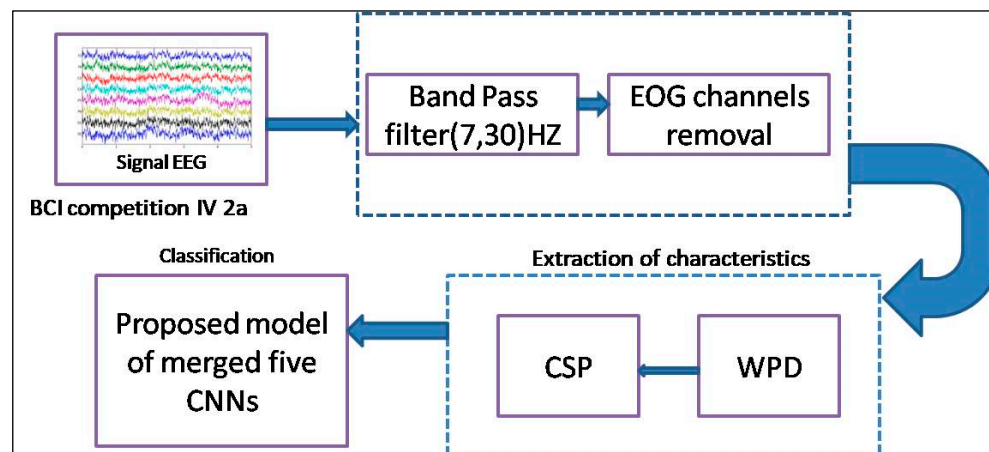 Signal EEG
BCI competition IV 2a
Band Pass
filter(7,30)HZ
EOG channels
removal
Extraction of characteristics
WPD
CSP
Classification
Proposed model
of merged five
CNNs